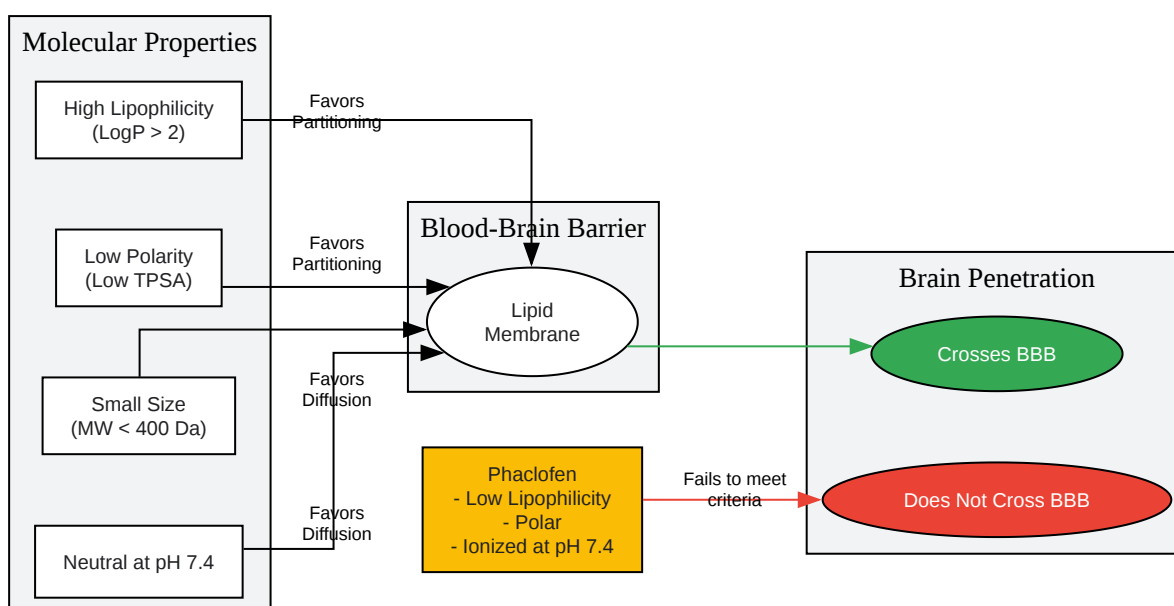 Molecular Properties
High Lipophilicity
(LogP > 2)
Favors
Partitioning
Low Polarity
(Low TPSA)
Favors
Partitioning
Small Size
(MW < 400 Da)
Favors
Diffusion
Neutral at pH 7.4
Favors
Diffusion
Blood-Brain Barrier
Lipid
Membrane
Phaclofen
- Low Lipophilicity
- Polar
- Ionized at pH 7.4
Fails to meet
criteria
Brain Penetration
Crosses BBB
Does Not Cross BBB